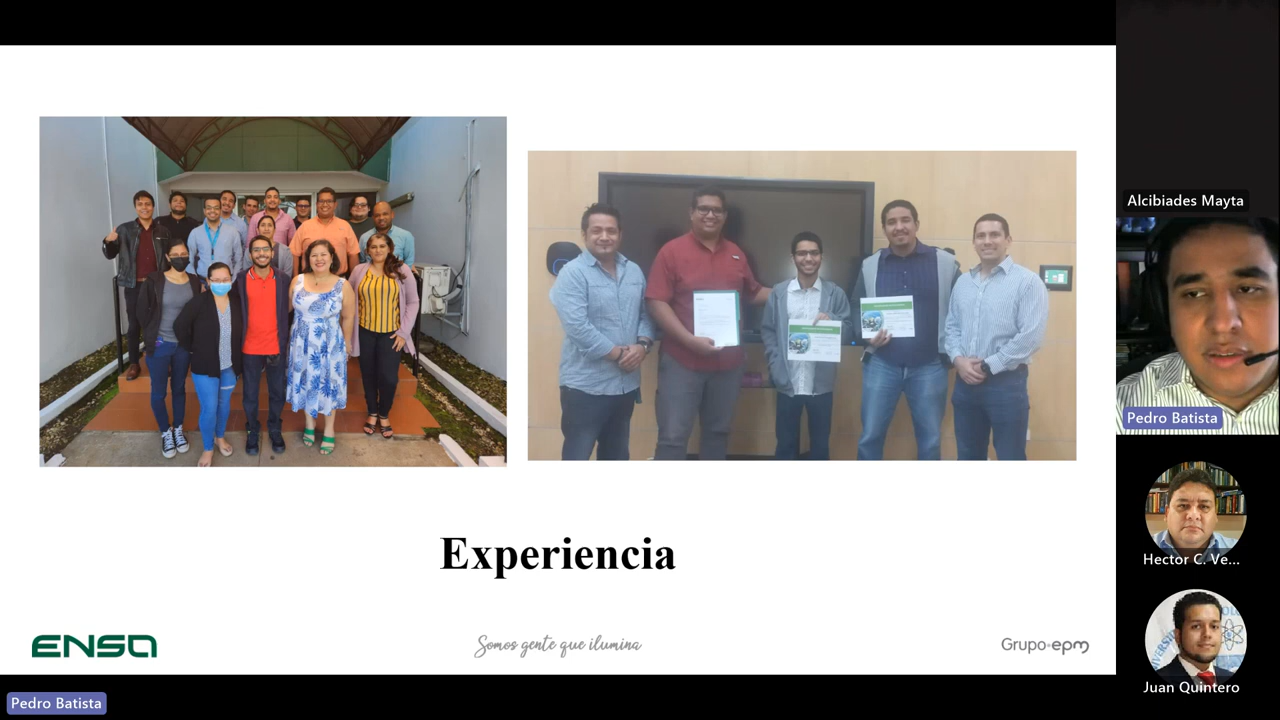 Alcibiades Mayta
Pedro Batista
Experiencia
Hector C. Ve...
ENSA
Somos gente que ilumina
Grupo epm
Juan Quintero
Pedro Batista